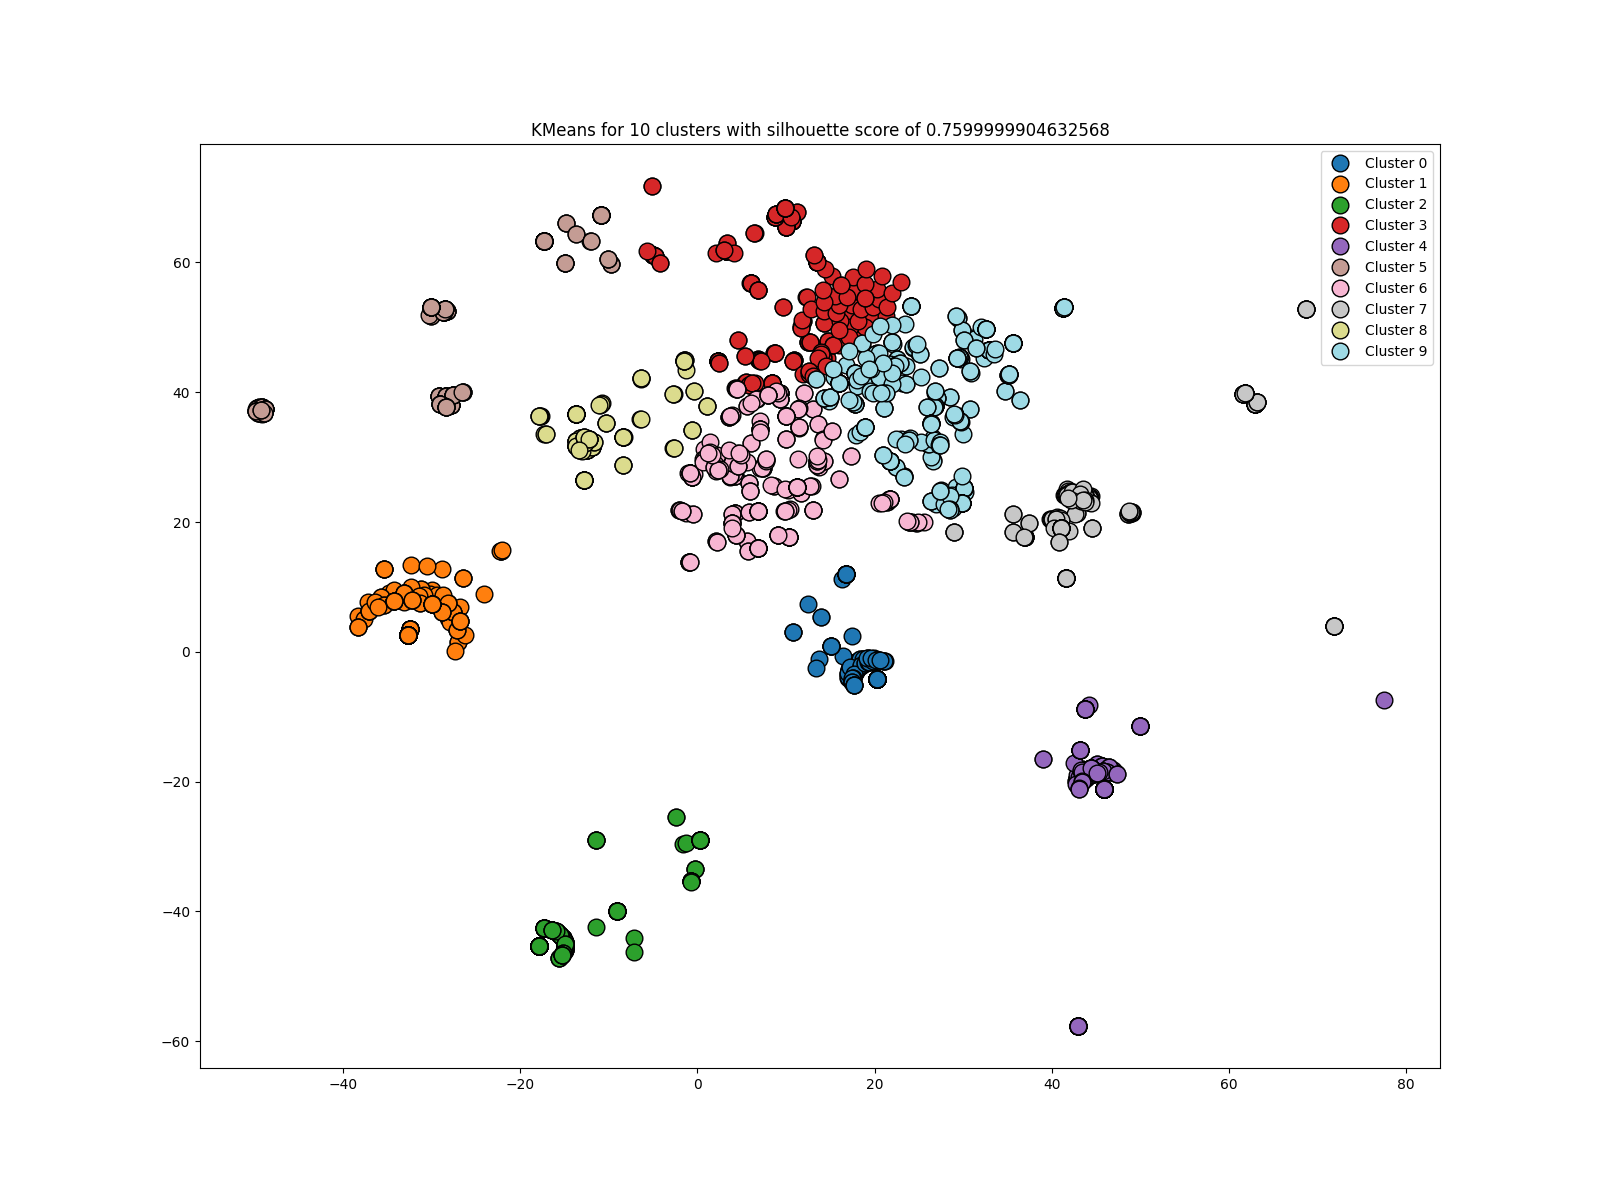 KMeans for 10 clusters with silhouette score of 0.7599999904632568
Cluster 0
Cluster 1
Cluster 2
Cluster 3
Cluster 4
Cluster 5
Cluster 6
Cluster 7
Cluster 8
Cluster 9
60
40
20
0
−20
−40
−60
−40 −20 0 20 40 60 80